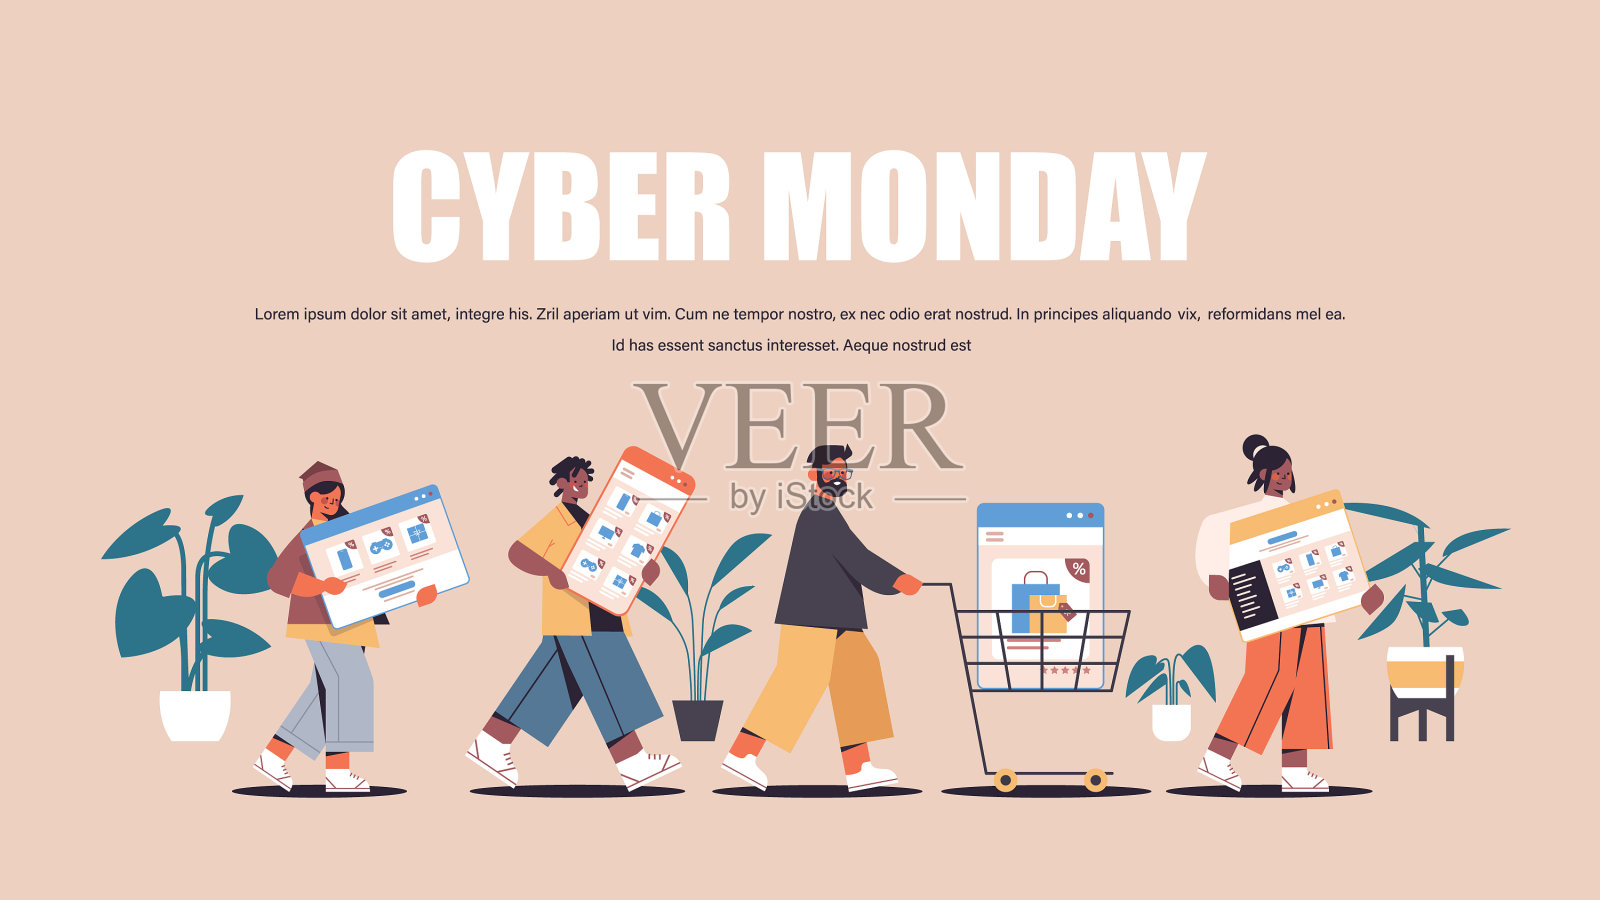 CYBER MONDAY
Lorem ipsum dolor sit amet, integre his. Zril aperiam ut vim. Cum ne tempor nostro, ex nec odio erat nostrud. In principes aliquando vix, reformidans mel ea.
Id has essent sanctus interesset. Aeque nostrud est
VEER
by iStock
%